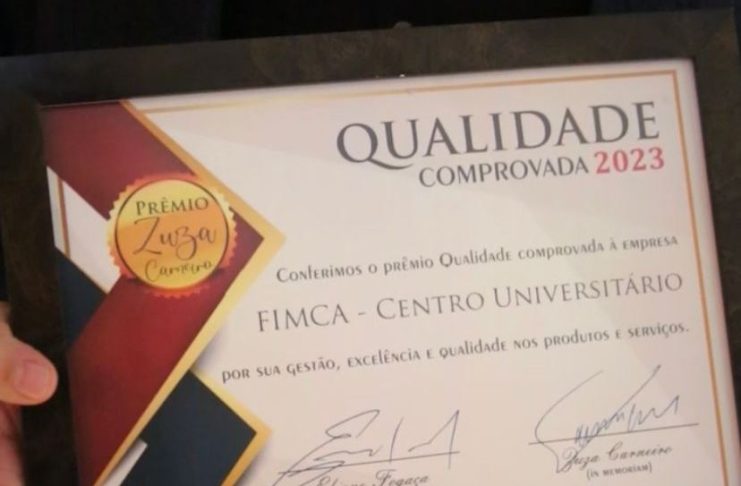 QUALIDADE
COMPROVADA 2023
PRÊMIO
Zuza
Carneiro
Conferimos o prêmio Qualidade comprovada à empresa
FIMCA - Centro Universitário
por sua gestão, excelência e qualidade nos produtos e serviços.
Fogaça
Zuza Carneiro
(in memoriam)